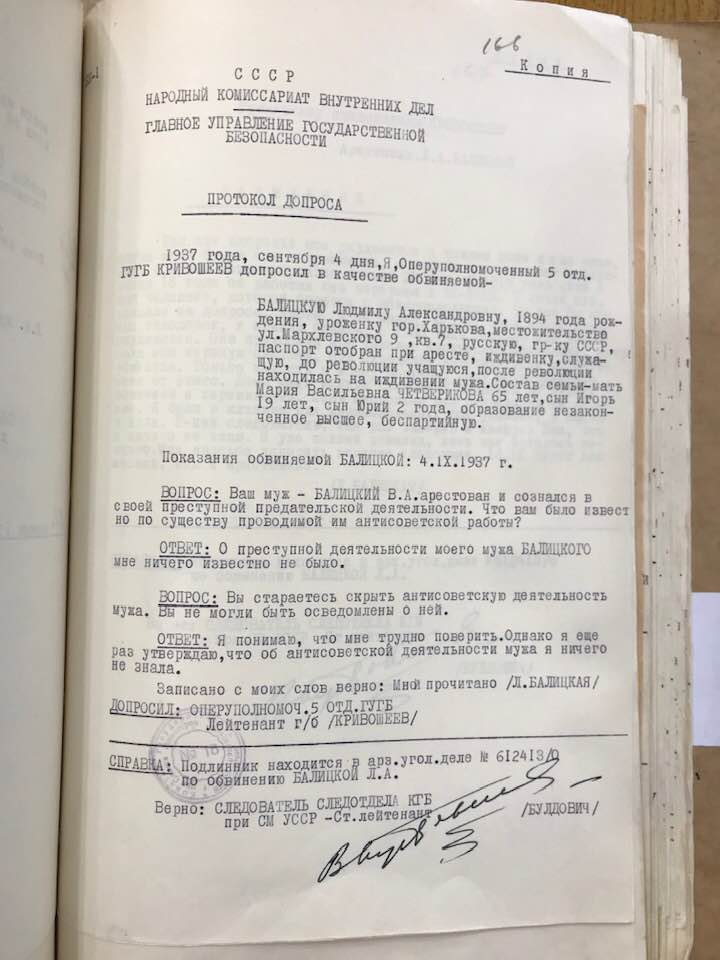 166
Копия
СССР
НАРОДНЫЙ КОМИССАРИАТ ВНУТРЕННИХ ДЕЛ
ГЛАВНОЕ УПРАВЛЕНИЕ ГОСУДАРСТВЕННОЙ
БЕЗОПАСНОСТИ
ПРОТОКОЛ ДОПРОСА
1937 года, сентября 4 дня,Я,Оперуполномоченный 5 отд.
ГУГБ КРИВОШЕЕВ допросил в качестве обвиняемой-
БАЛИЦКУЮ Людмилу Александровну, 1894 года рож-
дения, уроженку гор.Харькова,местожительство
ул.Мархлевского 9 ,кв.7, русскую, гр-ку СССР,
паспорт отобран при аресте, иждивенку,служа-
щую, до революции учащуюся,после революции
находилась на иждивении мужа.Состав семьи-мать
Мария Васильевна ЧЕТВЕРИКОВА 65 лет,сын Игорь
19 лет, сын Юрий 2 года, образование незакон-
ченное высшее, беспартийную.
Показания обвиняемой БАЛИЦКОЙ: 4.IX.1937 г.
ВОПРОС: Ваш муж - БАЛИЦКИЙ В.А.арестован и сознался в
своей преступной предательской деятельности. Что вам было извест
но по существу проводимой им антисоветской работы?
ОТВЕТ: О преступной деятельности моего мужа БАЛИЦКОГО
мне ничего известно не было.
ВОПРОС: Вы стараетесь скрыть антисоветскую деятельность
мужа. Вы не могли быть осведомлены о ней.
ОТВЕТ: Я понимаю, что мне трудно поверить.Однако я еще
раз утверждаю,что об антисоветской деятельности мужа я ничего
не знала.
Записано с моих слов верно: Мной прочитано /Л.БАЛИЦКАЯ/
ДОПРОСИЛ: ОПЕРУПОЛНОМОЧ.5 ОТД.ГУГБ
Лейтенант г/б /КРИВОШЕЕВ/
СПРАВКА: Подлинник находится в арх.угол.деле № 612413/0
по обвинению БАЛИЦКОЙ Л.А.
Верно: СЛЕДОВАТЕЛЬ СЛЕДОТДЕЛА КГБ
при СМ УССР -Ст.лейтенант /БУЛДОВИЧ/